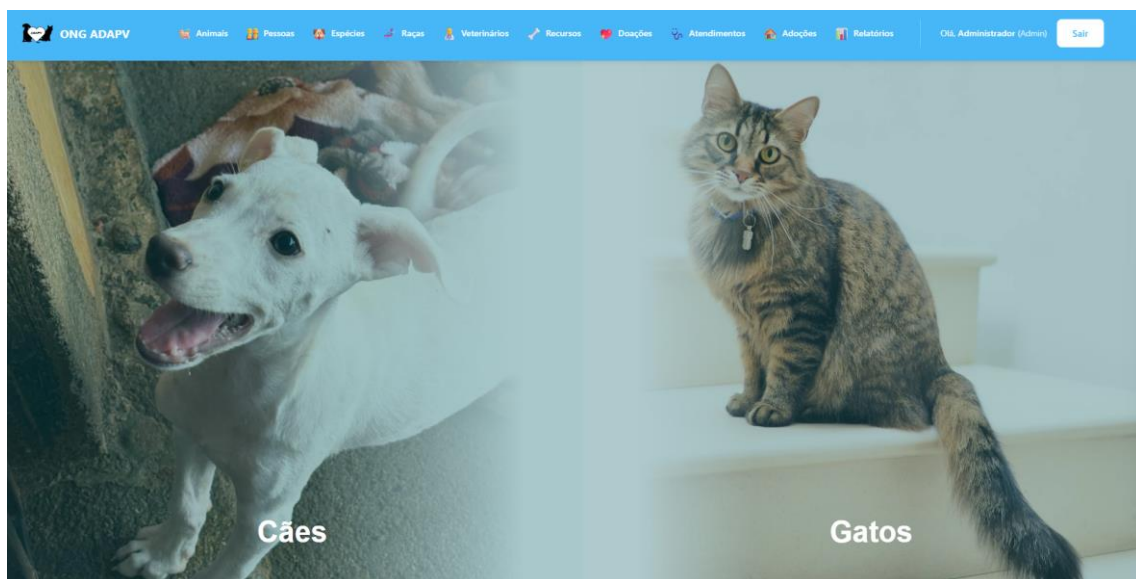 ONG ADAPV Animais Pessoas Espécies Raças Veterinários Recursos Doações Atendimentos Adoções Relatórios Olá, Administrador (Admin) Sair
Cães Gatos